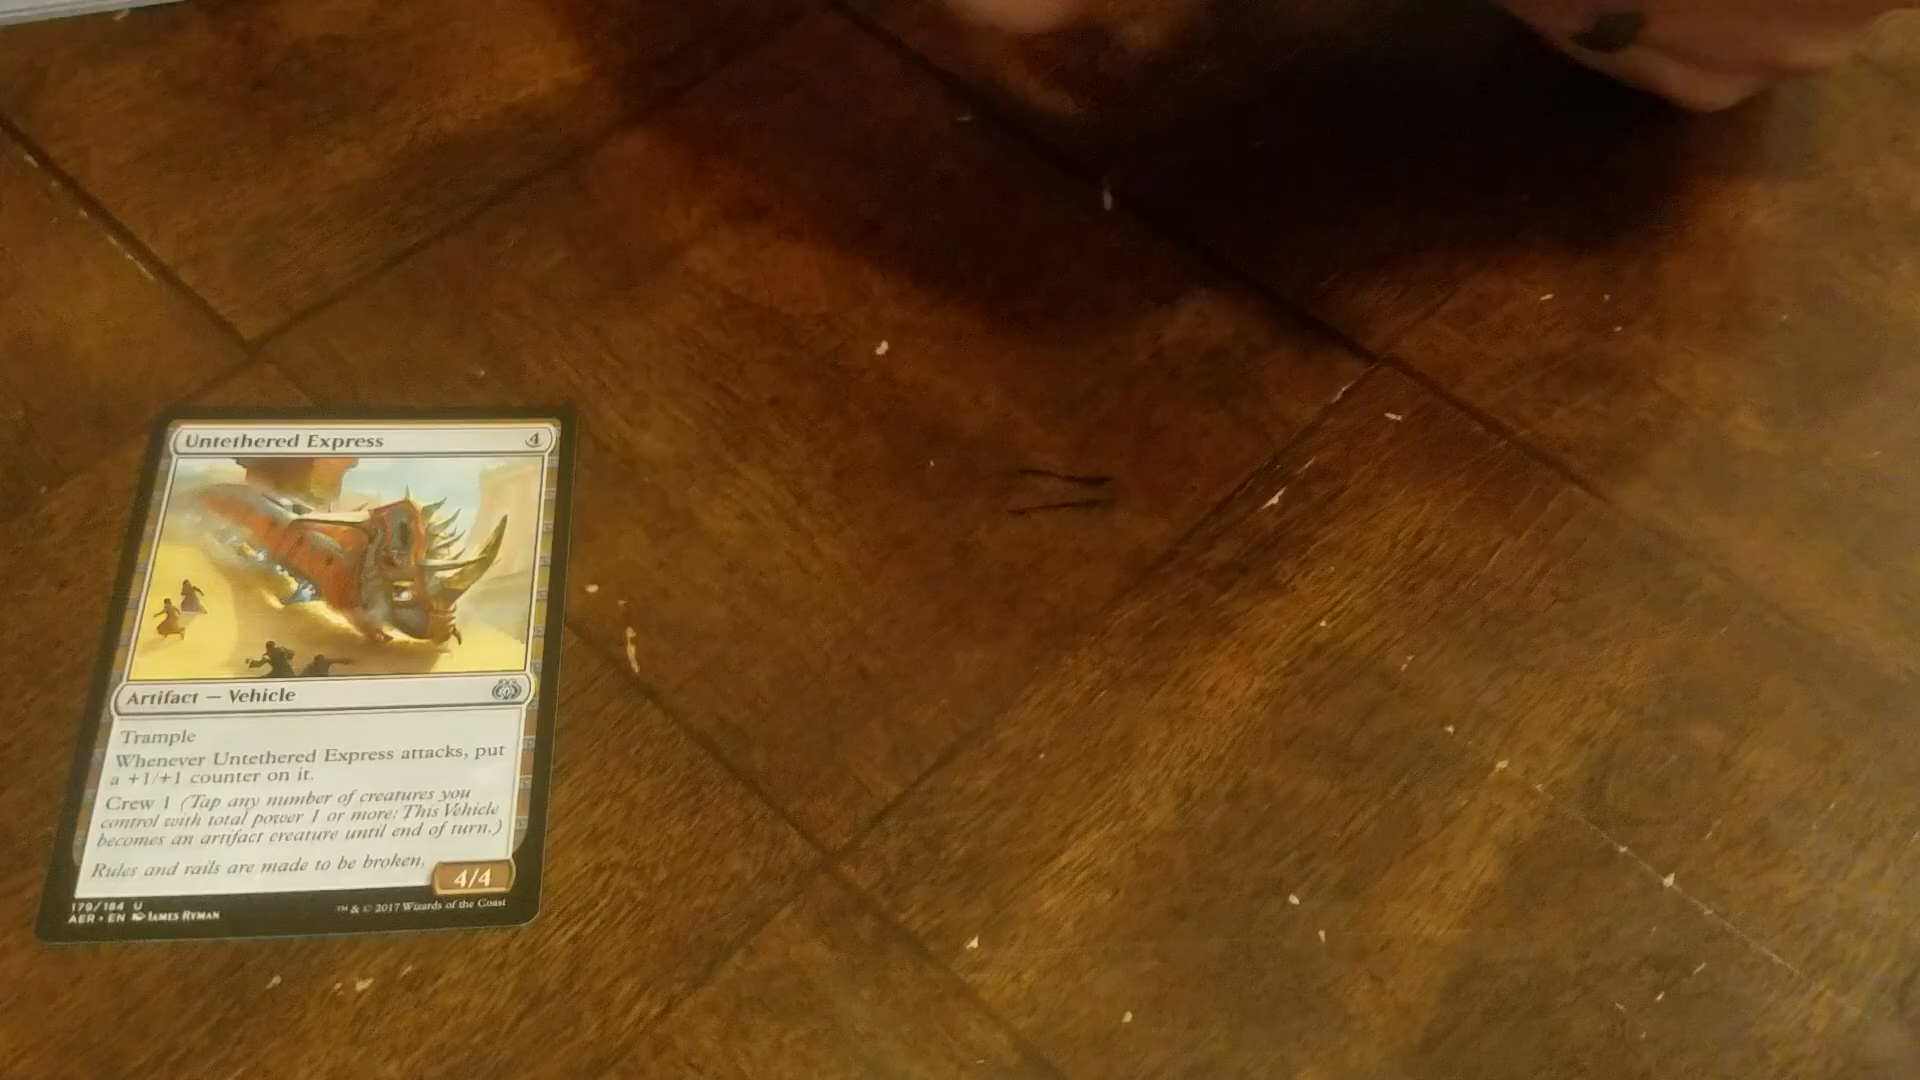 Untethered Express 4
Artifact — Vehicle
Trample
Whenever Untethered Express attacks, put
a +1/+1 counter on it.
Crew 1 (Tap any number of creatures you
control with total power 1 or more: This Vehicle
becomes an artifact creature until end of turn.)
Rules and rails are made to be broken.
4/4
179/184 U
AER • EN James Ryman
™ & © 2017 Wizards of the Coast